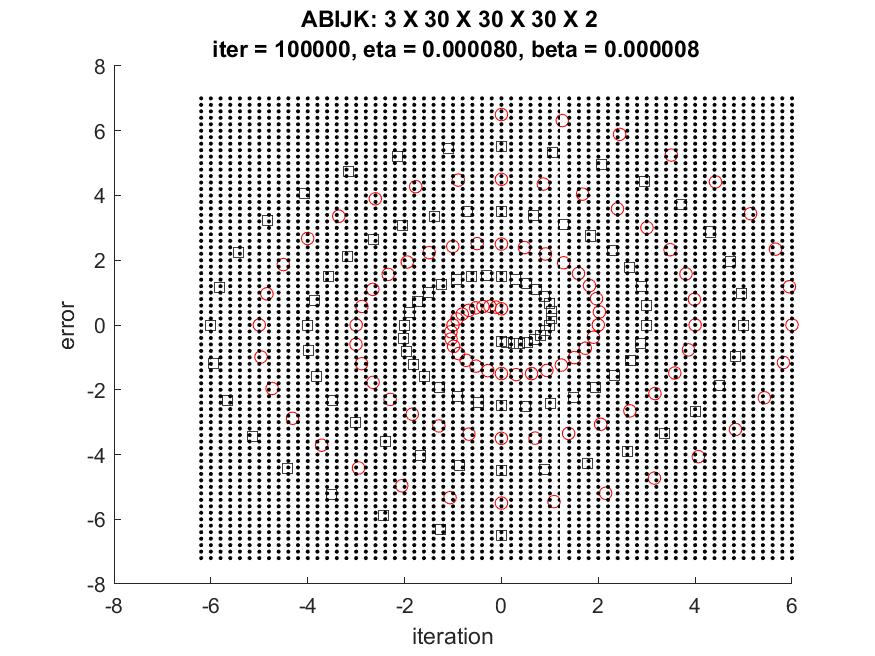 ABIJK: 3 X 30 X 30 X 30 X 2
iter = 100000, eta = 0.000080, beta = 0.000008
8
6
4
2
0
-2
-4
-6
-8
error
-8 -6 -4 -2 0 2 4 6
iteration